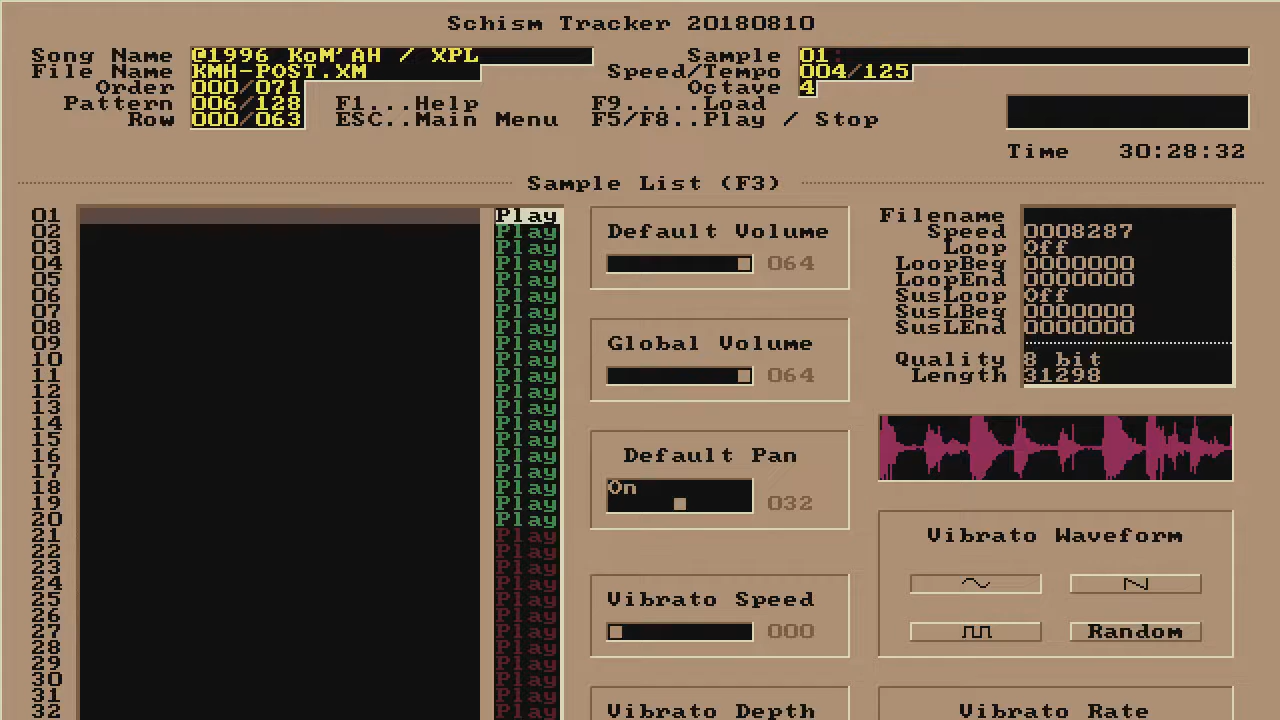 Schism Tracker 20180810
Song Name @1996 KoM'AH / XPL Sample 01:
File Name KMH-POST.XM Speed/Tempo 004/125
Order 000/071 Octave 4
Pattern 006/128 F1...Help F9.....Load
Row 000/063 ESC..Main Menu F5/F8..Play / Stop
Time 30:28:32
Sample List (F3)
01 Play Filename
02 Play Default Volume Speed 0008287
03 Play Loop Off
04 Play 064 LoopBeg 0000000
05 Play LoopEnd 0000000
06 Play SusLoop Off
07 Play SusLBeg 0000000
08 Play SusLEnd 0000000
09 Play Global Volume
10 Play Quality 8 bit
11 Play 064 Length 31298
12 Play
13 Play
14 Play
15 Play
16 Play Default Pan
17 Play
18 Play On
19 Play 032
20 Play
21 Play Vibrato Waveform
22 Play
23 Play
24 Play
25 Play Vibrato Speed
26 Play
27 Play 000 Random
28 Play
29 Play
30 Play
31 Play
32 Play Vibrato Depth Vibrato Rate